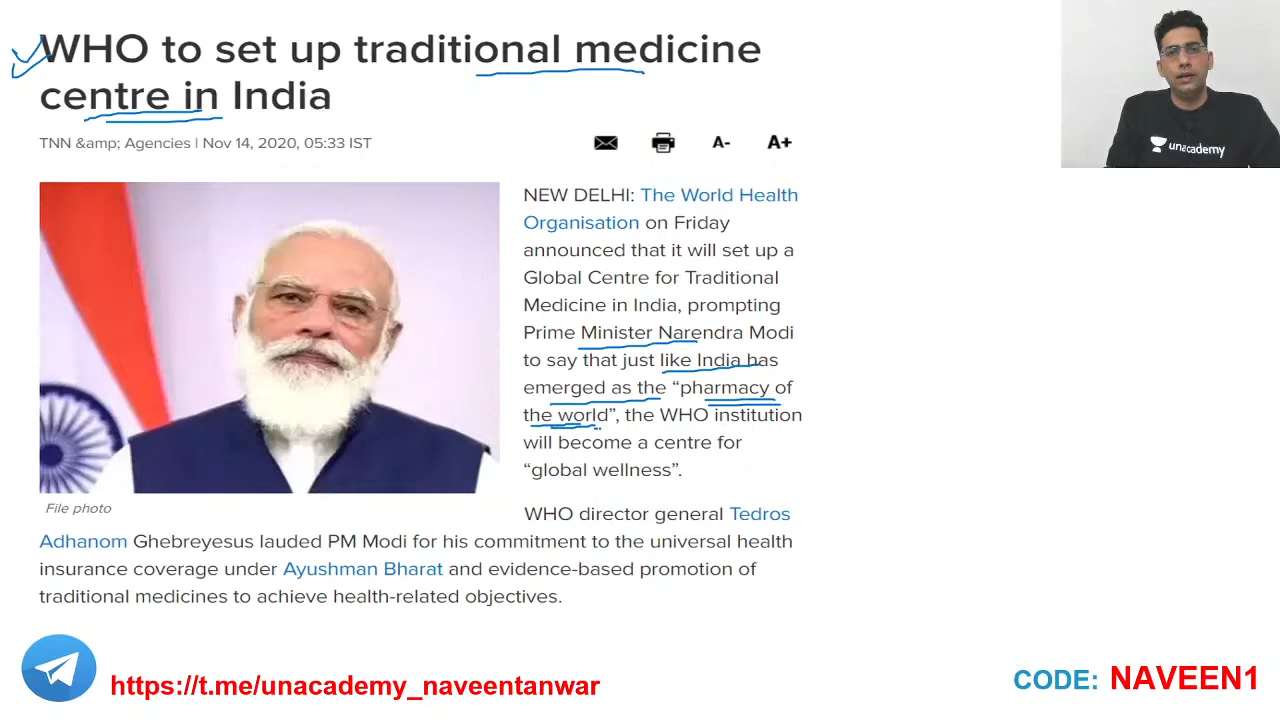 WHO to set up traditional medicine
centre in India
TNN &amp; Agencies | Nov 14, 2020, 05:33 IST
A-
A+
unacademy
NEW DELHI: The World Health
Organisation on Friday
announced that it will set up a
Global Centre for Traditional
Medicine in India, prompting
Prime Minister Narendra Modi
to say that just like India has
emerged as the “pharmacy of
the world”, the WHO institution
will become a centre for
“global wellness”.
File photo
WHO director general Tedros
Adhanom Ghebreyesus lauded PM Modi for his commitment to the universal health
insurance coverage under Ayushman Bharat and evidence-based promotion of
traditional medicines to achieve health-related objectives.
https://t.me/unacademy_naveentanwar
CODE: NAVEEN1